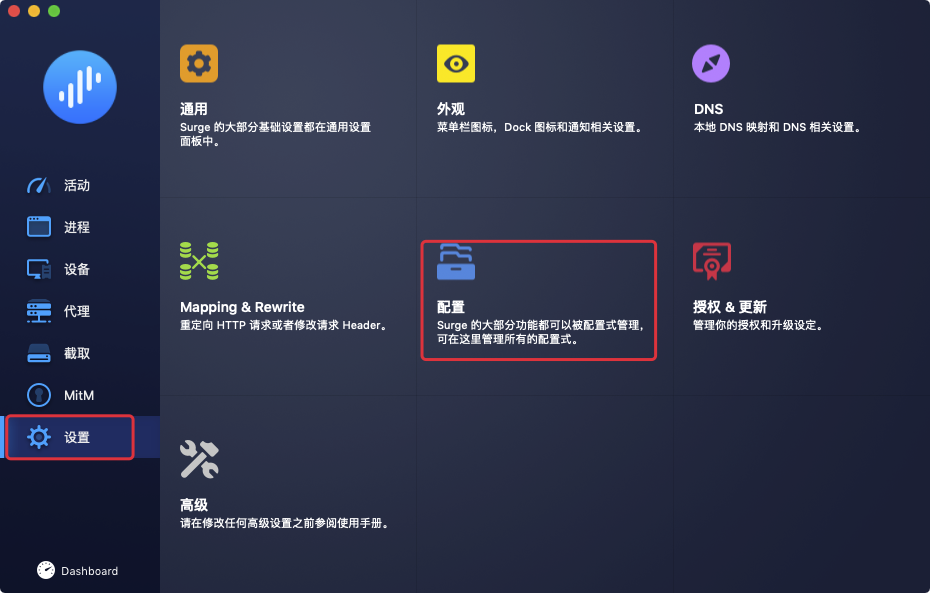 活动
进程
设备
代理
截取
MitM
设置
Dashboard
通用
Surge 的大部分基础设置都在通用设置
面板中。
外观
菜单栏图标，Dock 图标和通知相关设置。
DNS
本地 DNS 映射和 DNS 相关设置。
Mapping & Rewrite
重定向 HTTP 请求或者修改请求 Header。
配置
Surge 的大部分功能都可以被配置式管理，
可在这里管理所有的配置式。
授权 & 更新
管理你的授权和升级设定。
高级
请在修改任何高级设置之前参阅使用手册。